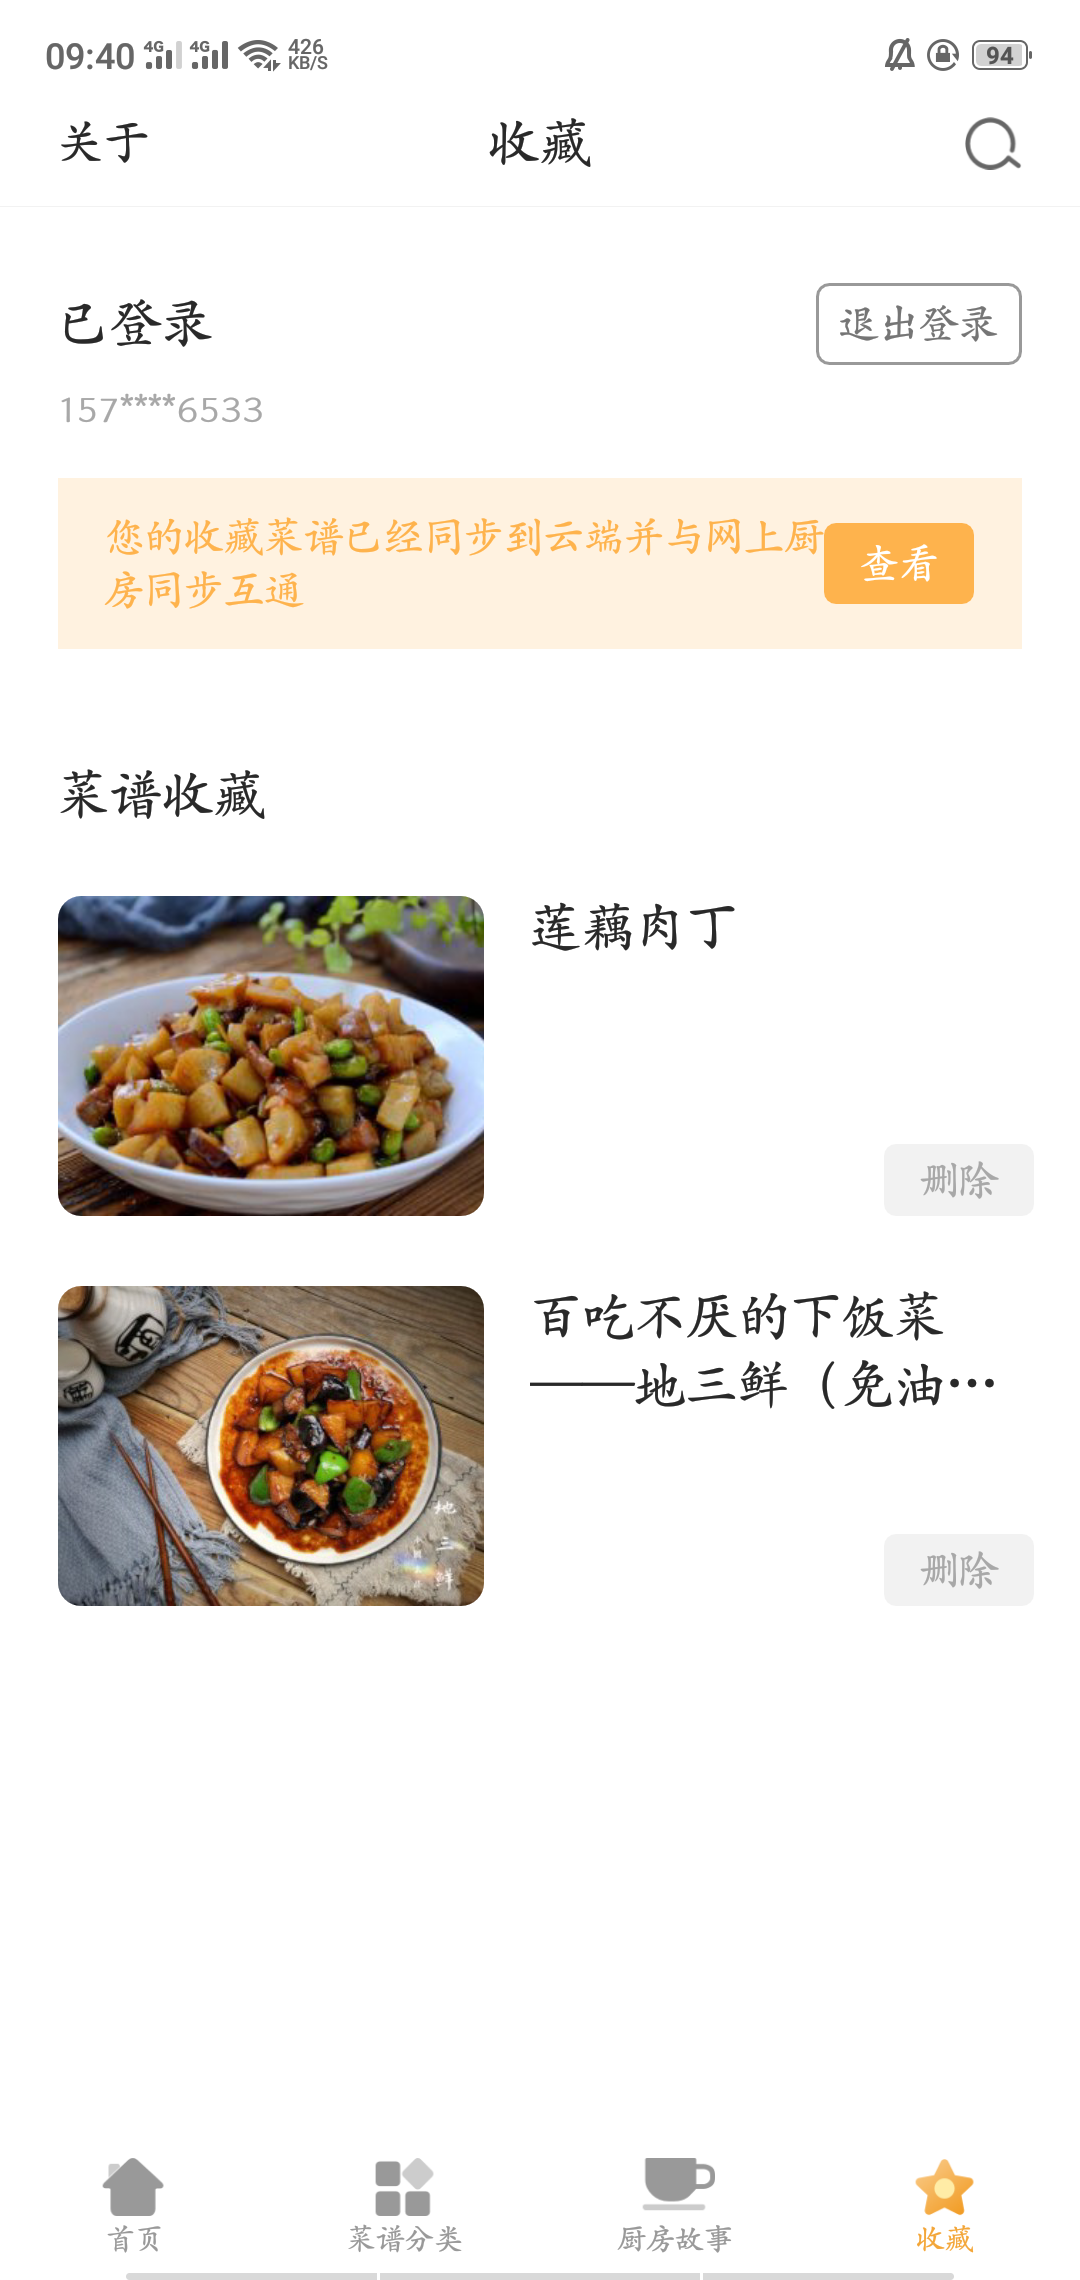 09:40 4G 4G 426 KB/S 94
关于 收藏
已登录 退出登录
157****6533
您的收藏菜谱已经同步到云端并与网上厨
房同步互通
查看
菜谱收藏
莲藕肉丁
删除
百吃不厌的下饭菜
——地三鲜（免油…
地三鲜
删除
首页 菜谱分类 厨房故事 收藏